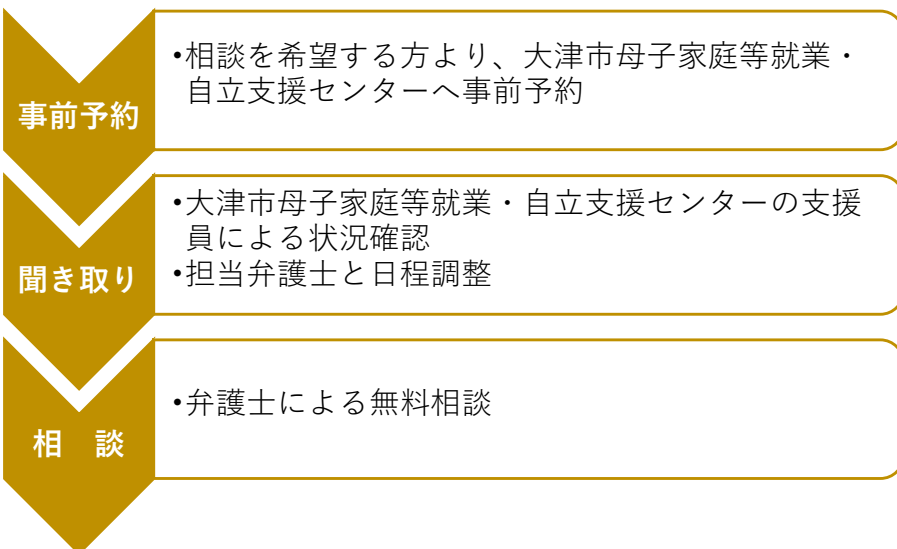 事前予約
•相談を希望する方より、大津市母子家庭等就業・
自立支援センターへ事前予約
聞き取り
•大津市母子家庭等就業・自立支援センターの支援
員による状況確認
•担当弁護士と日程調整
相　談
•弁護士による無料相談